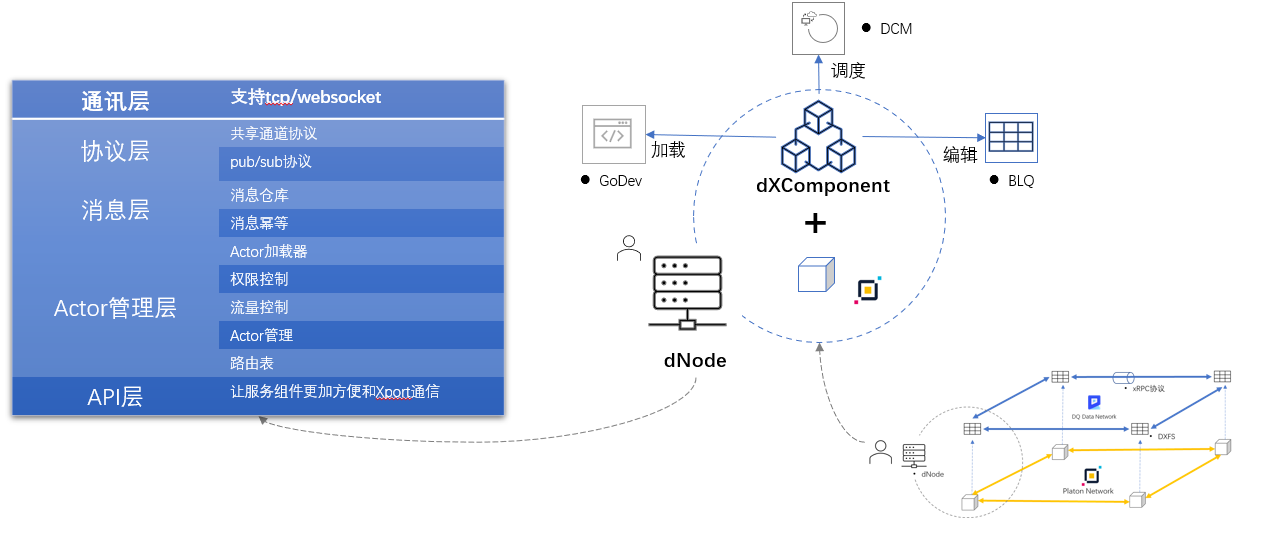 通讯层
支持tcp/websocket
协议层
共享通道协议
pub/sub协议
消息层
消息仓库
消息幂等
Actor管理层
Actor加载器
权限控制
流量控制
Actor管理
路由表
API层
让服务组件更加方便和Xport通信
• DCM
调度
加载
编辑
• GoDev
• BLQ
dXComponent
+
dNode
• xRPC协议
DQ Data Network
• DXFS
• dNode
Platon Network